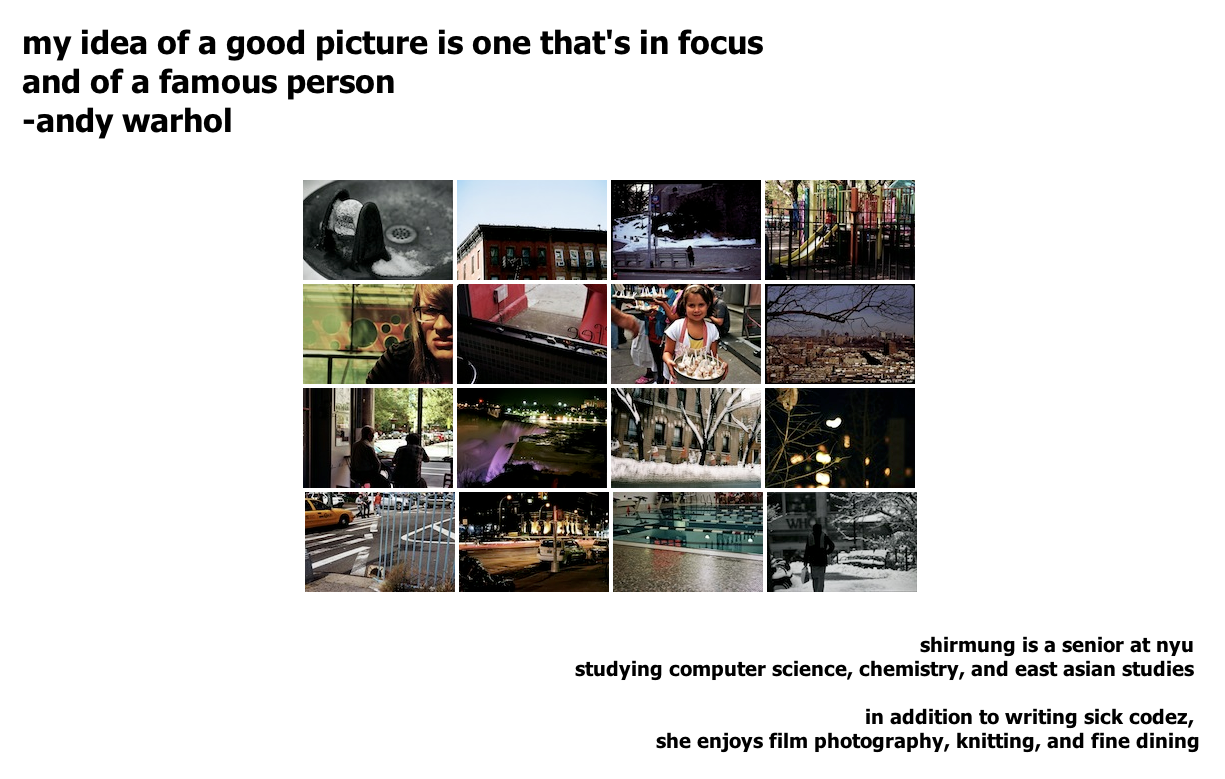 my idea of a good picture is one that's in focus
and of a famous person
-andy warhol
WHOL
shirmung is a senior at nyu
studying computer science, chemistry, and east asian studies
in addition to writing sick codez,
she enjoys film photography, knitting, and fine dining